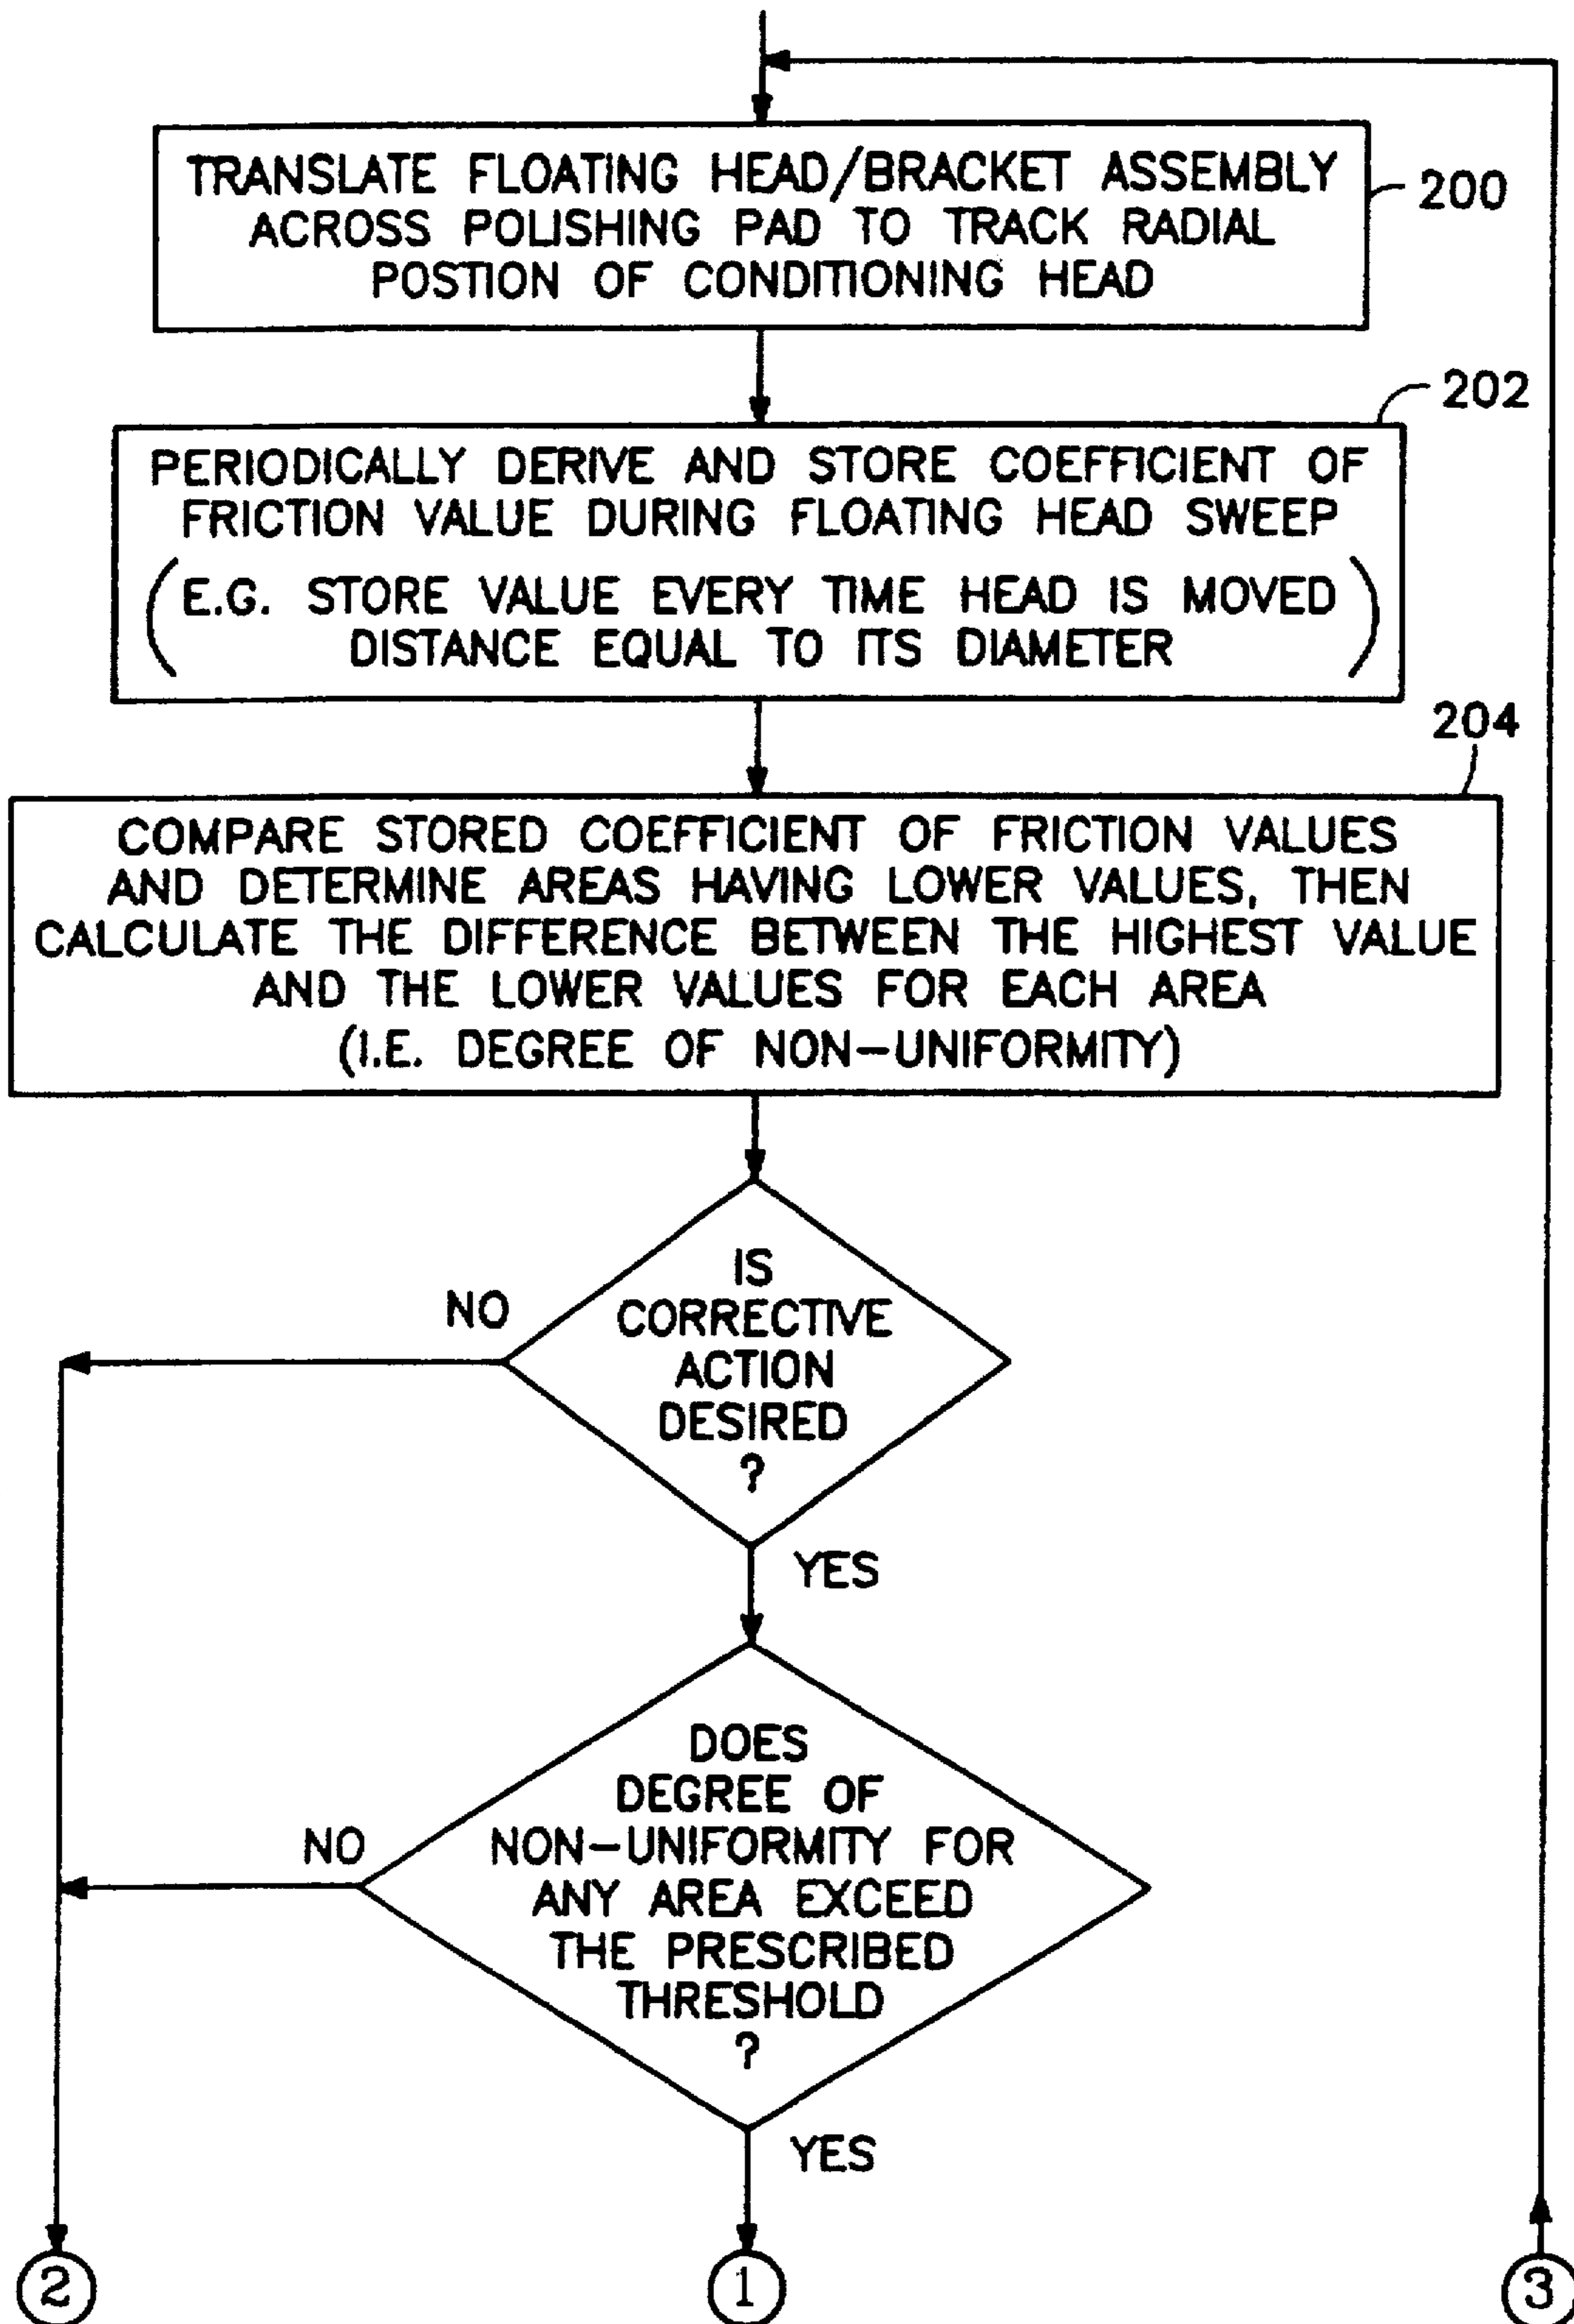 TRANSLATE FLOATING HEAD/BRACKET ASSEMBLY
ACROSS POLISHING PAD TO TRACK RADIAL
POSTION OF CONDITIONING HEAD
200
202
PERIODICALLY DERIVE AND STORE COEFFICIENT OF
FRICTION VALUE DURING FLOATING HEAD SWEEP
(E.G. STORE VALUE EVERY TIME HEAD IS MOVED
DISTANCE EQUAL TO ITS DIAMETER)
204
COMPARE STORED COEFFICIENT OF FRICTION VALUES
AND DETERMINE AREAS HAVING LOWER VALUES, THEN
CALCULATE THE DIFFERENCE BETWEEN THE HIGHEST VALUE
AND THE LOWER VALUES FOR EACH AREA
(I.E. DEGREE OF NON-UNIFORMITY)
NO
IS
CORRECTIVE
ACTION
DESIRED
?
YES
NO
DOES
DEGREE OF
NON-UNIFORMITY FOR
ANY AREA EXCEED
THE PRESCRIBED
THRESHOLD
?
YES
2
1
3